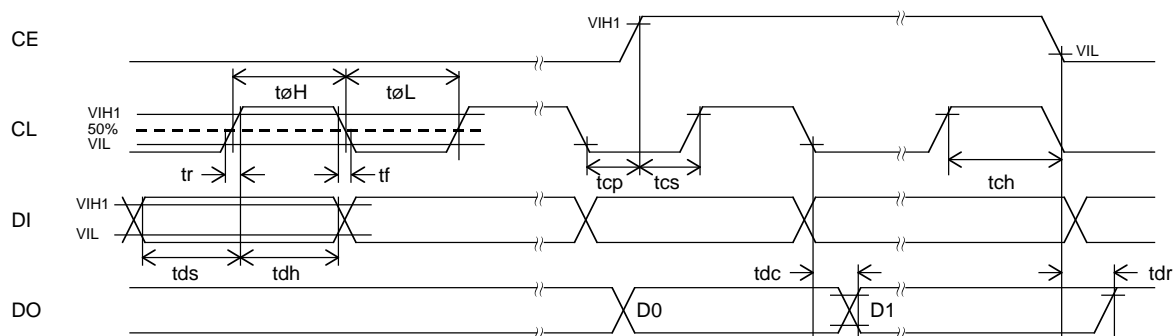 CE
VIH1
VIL
tøH
tøL
CL
VIH1
50%
VIL
tr
tf
tcp
tcs
tch
DI
VIH1
VIL
tds
tdh
tdc
tdr
DO
D0
D1